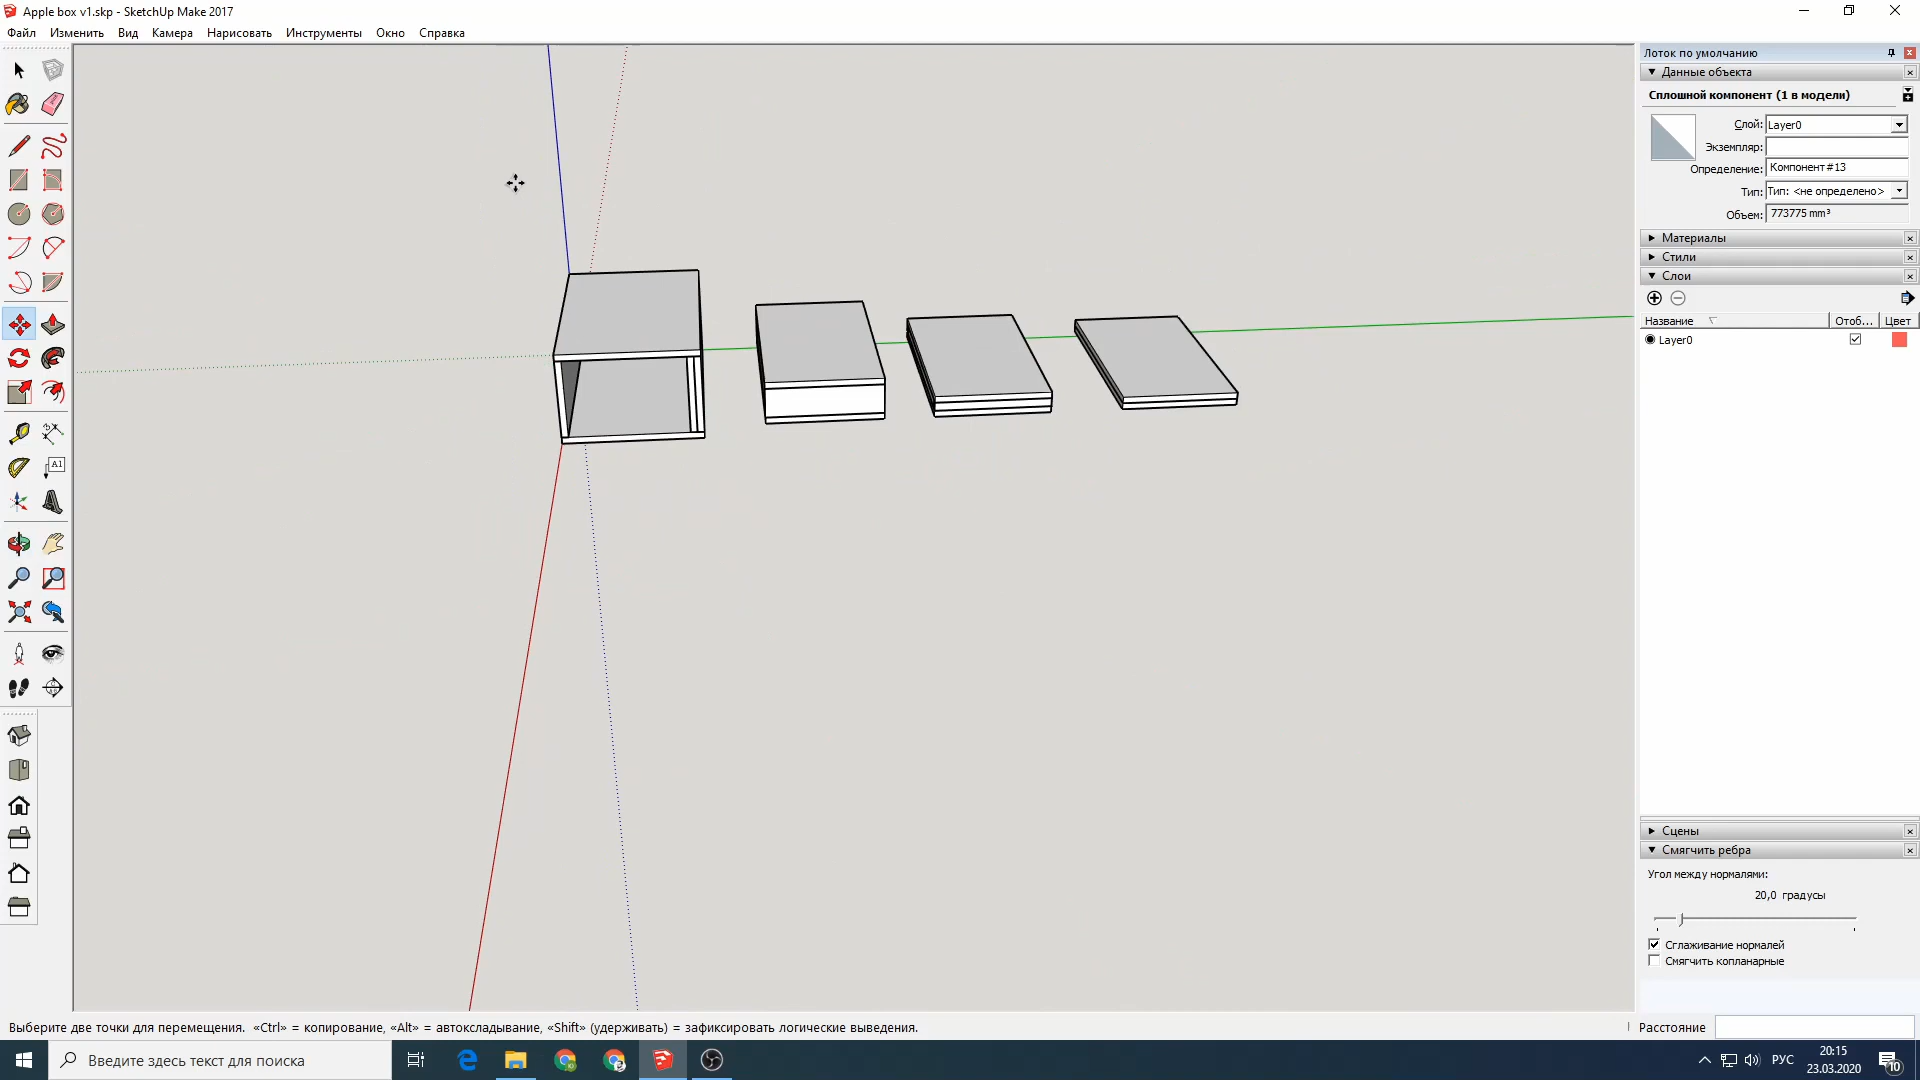 Apple box v1.skp - SketchUp Make 2017
Файл Изменить Вид Камера Нарисовать Инструменты Окно Справка
Лоток по умолчанию
Данные объекта
Сплошной компонент (1 в модели)
Слой: Layer0
Экземпляр:
Определение: Компонент#13
Тип: Тип: <не определено>
Объем: 773775 mm³
Материалы
Стили
Слои
Название Отоб... Цвет
Layer0
A1
Сцены
Смягчить ребра
Угол между нормалями:
20,0 градусы
Сглаживание нормалей
Смягчить копланарные
Выберите две точки для перемещения. «Ctrl» = копирование, «Alt» = автоскладывание, «Shift» (удерживать) = зафиксировать логические выведения.
Расстояние
Введите здесь текст для поиска
РУС
20:15
23.03.2020
10